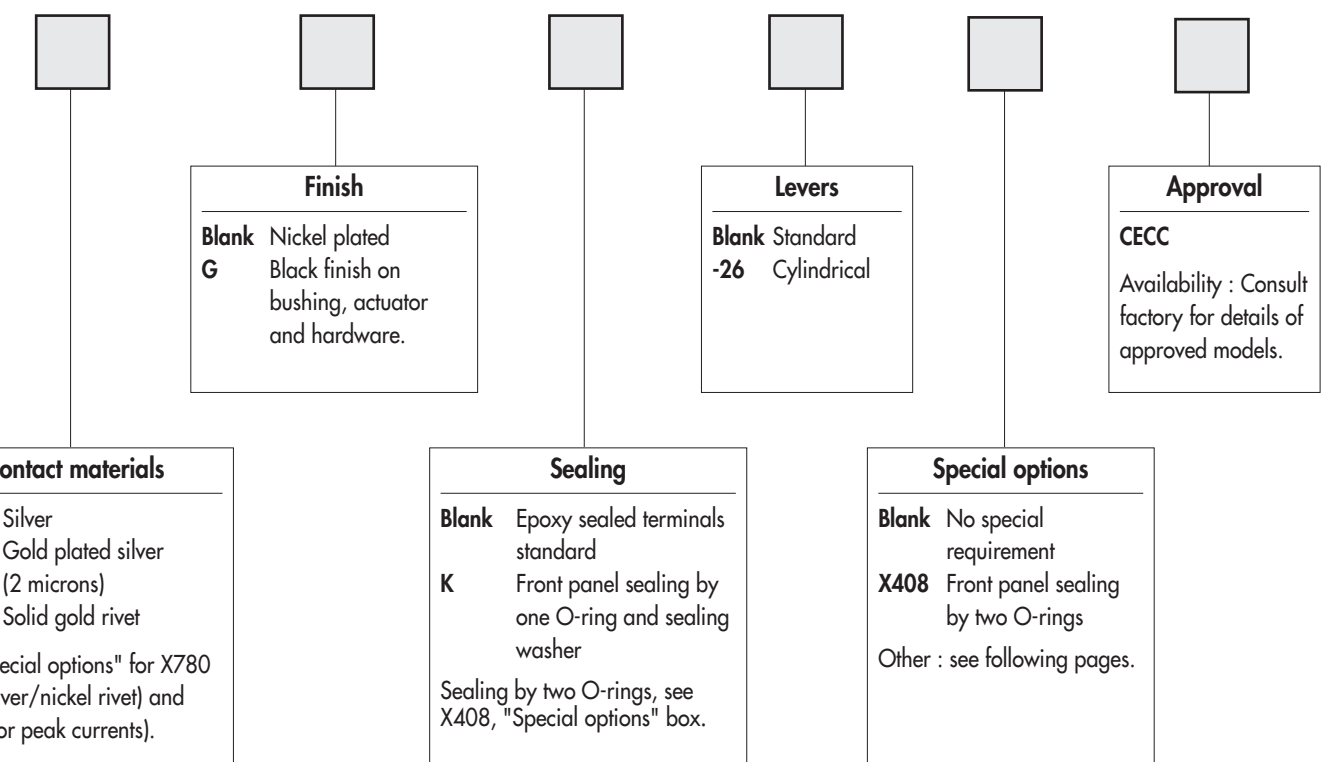 Finish
Blank Nickel plated
G Black finish on
bushing, actuator
and hardware.
Levers
Blank Standard
-26 Cylindrical
Approval
CECC
Availability : Consult
factory for details of
approved models.
ontact materials
Silver
Gold plated silver
(2 microns)
Solid gold rivet
ecial options" for X780
ver/nickel rivet) and
or peak currents).
Sealing
Blank Epoxy sealed terminals
standard
K Front panel sealing by
one O-ring and sealing
washer
Sealing by two O-rings, see
X408, "Special options" box.
Special options
Blank No special
requirement
X408 Front panel sealing
by two O-rings
Other : see following pages.